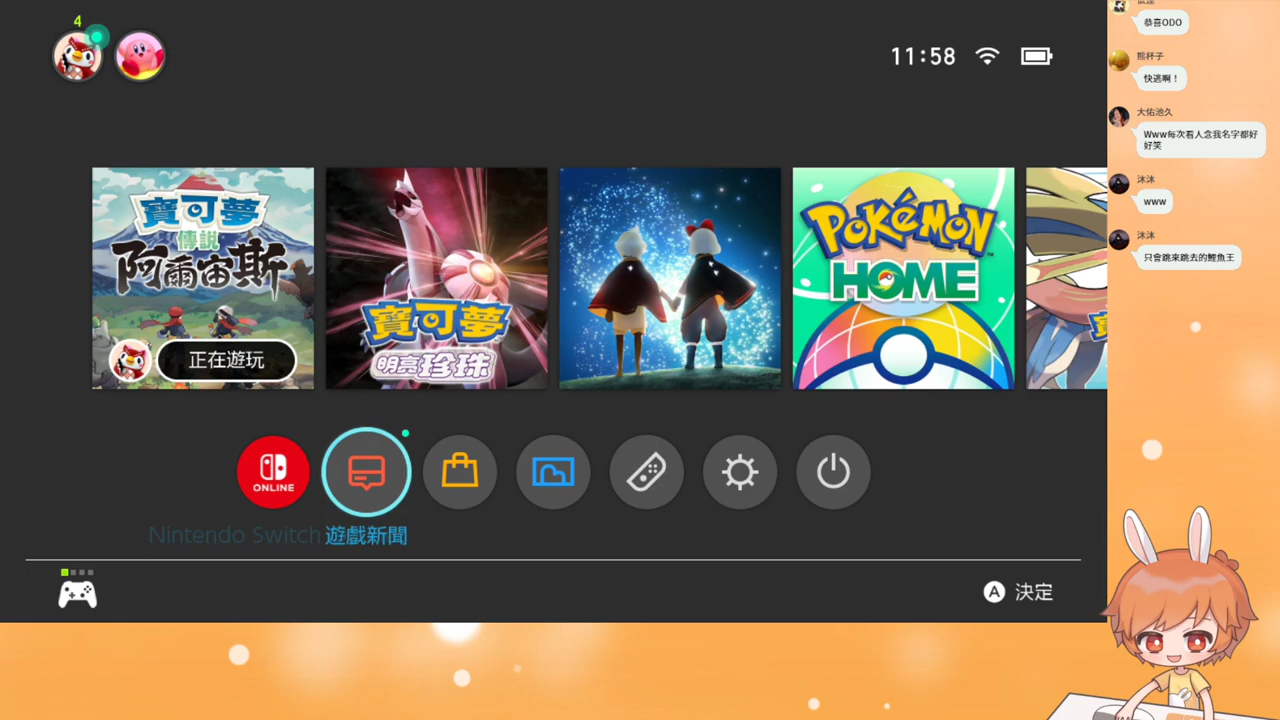 4
11:58
寶可夢
傳說
阿爾宙斯
正在遊玩
寶可夢
明亮珍珠
POKÉMON
HOME
ONLINE
Nintendo Switch 遊戲新聞
A 決定
恭喜ODO
熊杯子
快逃啊！
大佑池久
Www每次看人念我名字都好
好笑
沐沐
www
沐沐
只會跳來跳去的鯉魚王